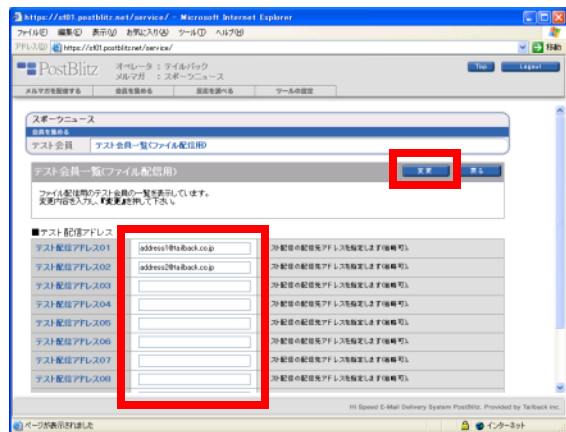 https://st01.postblitz.net/service/ - Microsoft Internet Explorer
ファイル(F) 編集(E) 表示(V) お気に入り(A) ツール(T) ヘルプ(H)
アドレス(D) https://st01.postblitz.net/service/ 移動
PostBlitz オペレータ : テイルバック Top Logout
メルマガ : スポーツニュース
メルマガを配信する 会員を集める 反応を調べる ツールの設定
スポーツニュース
会員を集める
テスト会員 テスト会員一覧(ファイル配信用)
テスト会員一覧(ファイル配信用) 変更 戻る
ファイル配信用のテスト会員の一覧を表示しています。
変更内容を入力し、『変更』を押して下さい。
■テスト配信アドレス
テスト配信アドレス01 address1@tailback.co.jp スト配信の配信先アドレスを指定します(省略可)。
テスト配信アドレス02 address2@tailback.co.jp スト配信の配信先アドレスを指定します(省略可)。
テスト配信アドレス03 スト配信の配信先アドレスを指定します(省略可)。
テスト配信アドレス04 スト配信の配信先アドレスを指定します(省略可)。
テスト配信アドレス05 スト配信の配信先アドレスを指定します(省略可)。
テスト配信アドレス06 スト配信の配信先アドレスを指定します(省略可)。
テスト配信アドレス07 スト配信の配信先アドレスを指定します(省略可)。
テスト配信アドレス08 スト配信の配信先アドレスを指定します(省略可)。
Hi Speed E-Mail Delivery System PostBlitz. Provided by Tailback Inc.
ページが表示されました インターネット